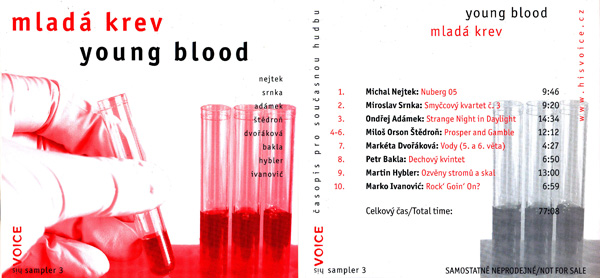 mladá krev
young blood
nejtek
srnka
adámek
štědroň
dvořáková
bakla
hybler
ivanovič
his VOICE
sampler 3
časopis pro současnou hudbu
young blood
mladá krev
www.hisvoice.cz
1. Michal Nejtek: Nuberg 05 9:46
2. Miroslav Srnka: Smyčcový kvartet č. 3 9:20
3. Ondřej Adámek: Strange Night in Daylight 14:34
4-6. Miloš Orson Štědroň: Prosper and Gamble 12:12
7. Markéta Dvořáková: Vody (5. a 6. věta) 4:27
8. Petr Bakla: Dechový kvintet 6:50
9. Martin Hybler: Ozvěny stromů a skal 13:00
10. Marko Ivanovič: Rock' Goin' On? 6:59
Celkový čas/Total time: 77:08
his VOICE
sampler 3
SAMOSTATNĚ NEPRODEJNÉ/NOT FOR SALE